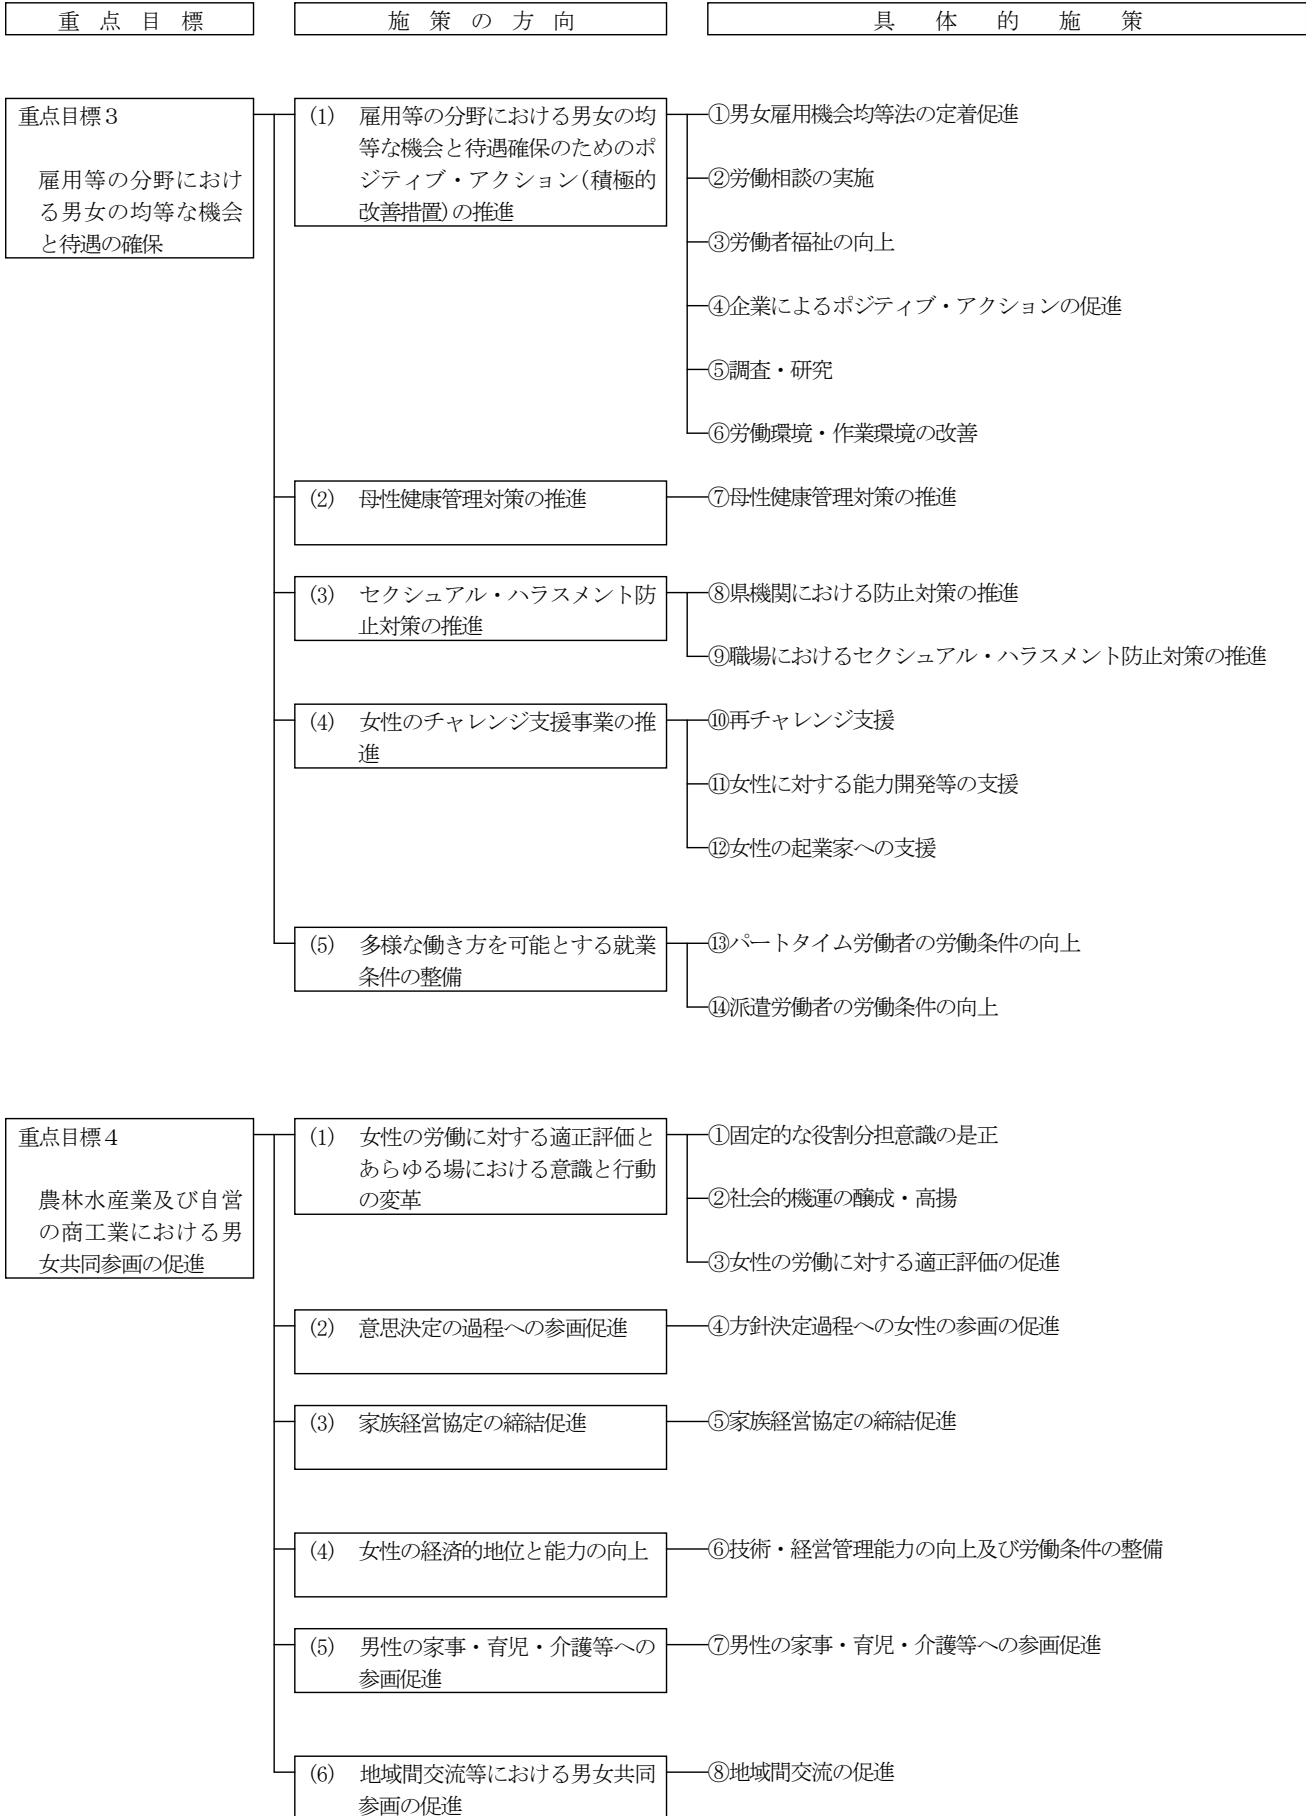 重点目標
施策の方向
具体的施策
重点目標３
雇用等の分野におけ
る男女の均等な機会
と待遇の確保
(1) 雇用等の分野における男女の均
等な機会と待遇確保のためのポ
ジティブ・アクション(積極的
改善措置)の推進
①男女雇用機会均等法の定着促進
②労働相談の実施
③労働者福祉の向上
④企業によるポジティブ・アクションの促進
⑤調査・研究
⑥労働環境・作業環境の改善
(2) 母性健康管理対策の推進
⑦母性健康管理対策の推進
(3) セクシュアル・ハラスメント防
止対策の推進
⑧県機関における防止対策の推進
⑨職場におけるセクシュアル・ハラスメント防止対策の推進
(4) 女性のチャレンジ支援事業の推
進
⑩再チャレンジ支援
⑪女性に対する能力開発等の支援
⑫女性の起業家への支援
(5) 多様な働き方を可能とする就業
条件の整備
⑬パートタイム労働者の労働条件の向上
⑭派遣労働者の労働条件の向上
重点目標４
農林水産業及び自営
の商工業における男
女共同参画の促進
(1) 女性の労働に対する適正評価と
あらゆる場における意識と行動
の変革
①固定的な役割分担意識の是正
②社会的機運の醸成・高揚
③女性の労働に対する適正評価の促進
(2) 意思決定の過程への参画促進
④方針決定過程への女性の参画の促進
(3) 家族経営協定の締結促進
⑤家族経営協定の締結促進
(4) 女性の経済的地位と能力の向上
⑥技術・経営管理能力の向上及び労働条件の整備
(5) 男性の家事・育児・介護等への
参画促進
⑦男性の家事・育児・介護等への参画促進
(6) 地域間交流等における男女共同
参画の促進
⑧地域間交流の促進